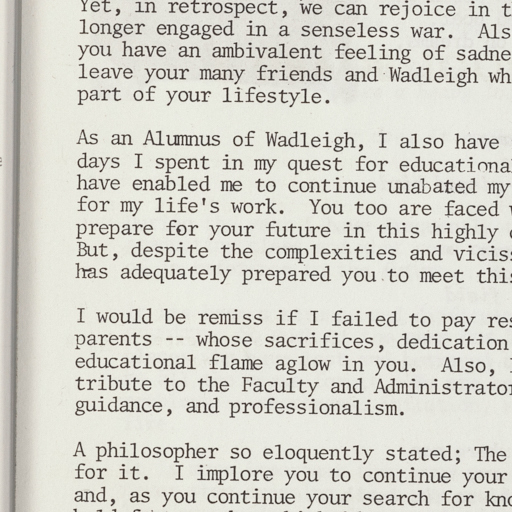 Yet, in retrospect, we can rejoice in
longer engaged in a senseless war. Als
you have an ambivalent feeling of sadne
leave your many friends and Wadleigh wh
part of your lifestyle.
As an Alumnus of Wadleigh, I also have
days I spent in my quest for educational
have enabled me to continue unabated my
for my life's work. You too are faced
prepare for your future in this highly
But, despite the complexities and viciss
has adequately prepared you to meet this
I would be remiss if I failed to pay res
parents -- whose sacrifices, dedication
educational flame aglow in you. Also,
tribute to the Faculty and Administrator
guidance, and professionalism.
A philosopher so eloquently stated; The
for it. I implore you to continue your
and, as you continue your search for kno